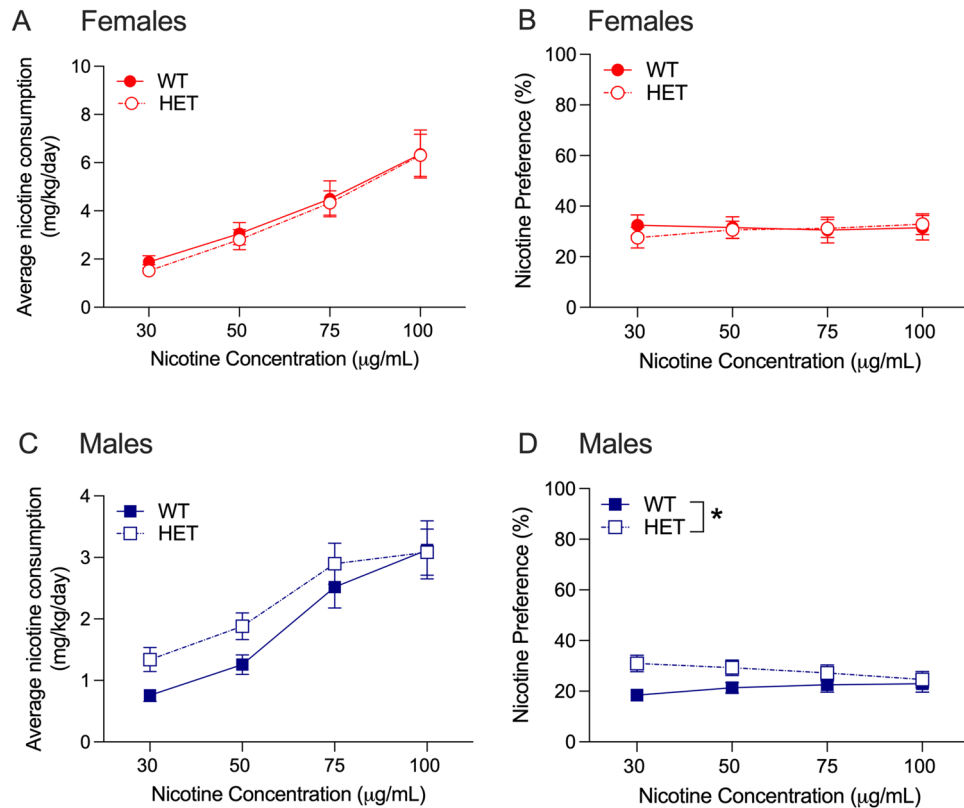 A Females
WT
HET
Average nicotine consumption
(mg/kg/day)
10
8
6
4
2
0
30 50 75 100
Nicotine Concentration (μg/mL)
B Females
WT
HET
Nicotine Preference (%)
100
80
60
40
20
0
30 50 75 100
Nicotine Concentration (μg/mL)
C Males
WT
HET
Average nicotine consumption
(mg/kg/day)
4
3
2
1
0
30 50 75 100
Nicotine Concentration (μg/mL)
D Males
WT
HET
*
Nicotine Preference (%)
100
80
60
40
20
0
30 50 75 100
Nicotine Concentration (μg/mL)